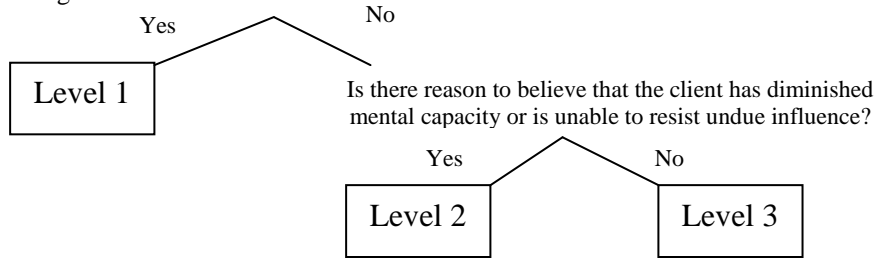 Yes
No
Level 1
Is there reason to believe that the client has diminished
mental capacity or is unable to resist undue influence?
Yes
No
Level 2
Level 3